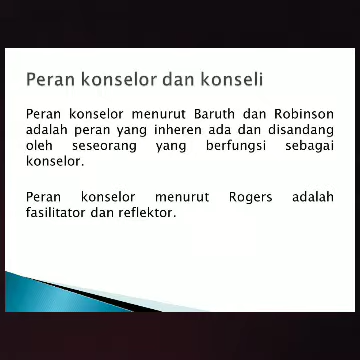 Peran konselor dan konseli
Peran konselor menurut Baruth dan Robinson
adalah peran yang inheren ada dan disandang
oleh seseorang yang berfungsi sebagai
konselor.
Peran konselor menurut Rogers adalah
fasilitator dan reflektor.